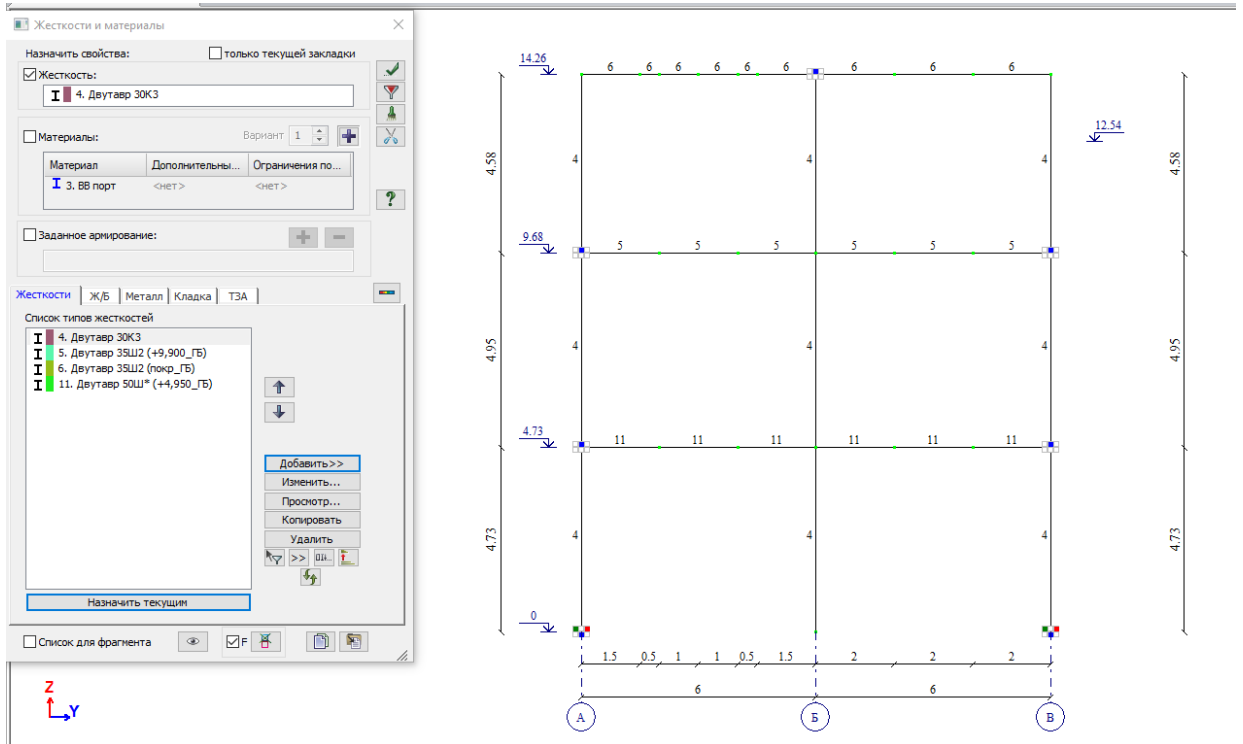 Жесткости и материалы
Назначить свойства:
только текущей закладки
Жесткость:
4. Двутавр 30К3
Материалы:
Вариант 1
Материал Дополнительны... Ограничения по...
3. ВВ порт <нет> <нет>
Заданное армирование:
Жесткости Ж/Б Металл Кладка ТЗА
Список типов жесткостей
4. Двутавр 30К3
5. Двутавр 35Ш2 (+9,900_ГБ)
6. Двутавр 35Ш2 (покр_ГБ)
11. Двутавр 50Ш* (+4,950_ГБ)
Добавить>>
Изменить...
Просмотр...
Копировать
Удалить
>>
Назначить текущим
Список для фрагмента
F
Z
Y
14.26
6 6 6 6 6 6 6 6 6
12.54
4.58 4 4 4 4.58
9.68
5 5 5 5 5 5
4.95 4 4 4 4.95
4.73
11 11 11 11 11 11
4.73 4 4 4 4.73
0
1.5 0.5 1 1 0.5 1.5 2 2 2
6 6
А Б В